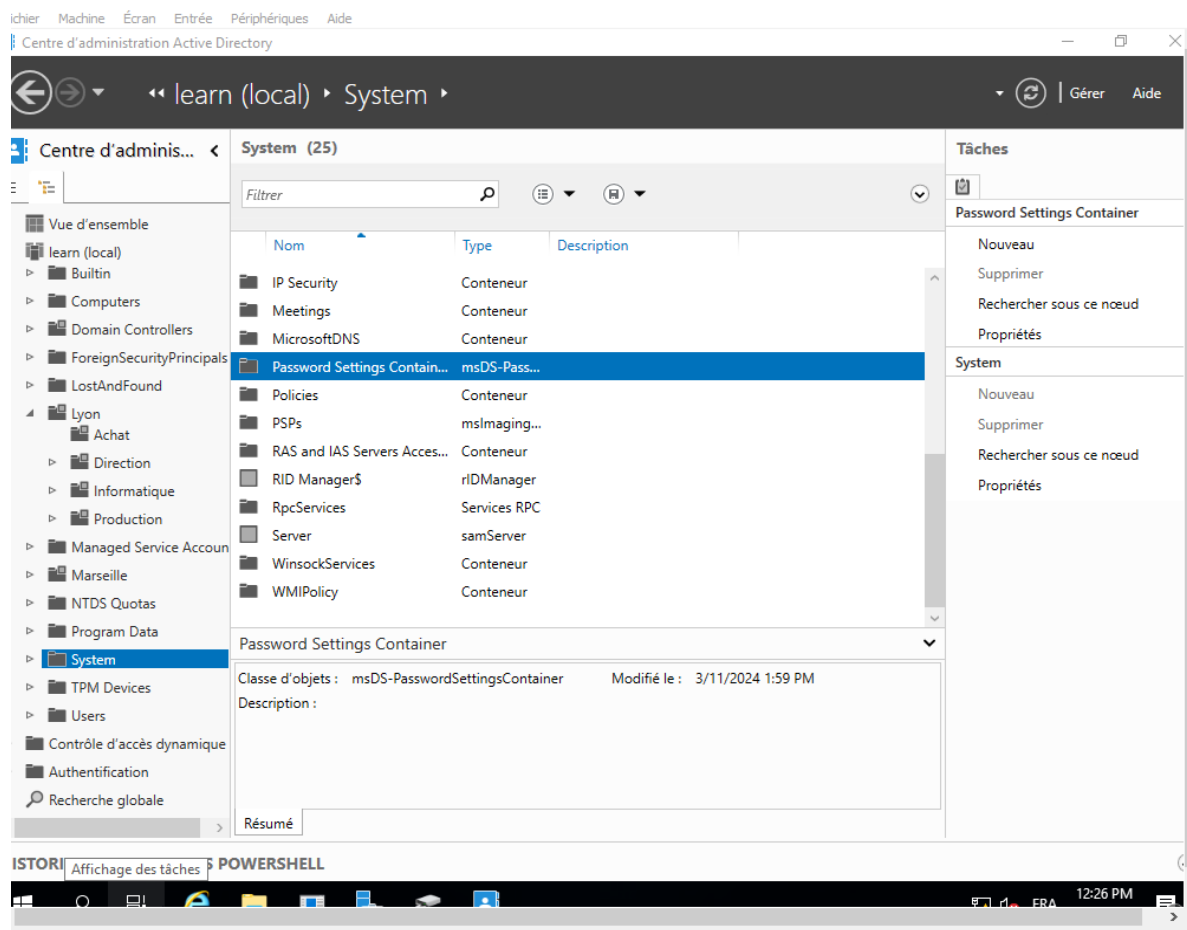 ichier Machine Écran Entrée Périphériques Aide
Centre d'administration Active Directory
learn (local) System
Gérer Aide
Centre d'adminis...
Vue d'ensemble
learn (local)
Builtin
Computers
Domain Controllers
ForeignSecurityPrincipals
LostAndFound
Lyon
Achat
Direction
Informatique
Production
Managed Service Accoun
Marseille
NTDS Quotas
Program Data
System
TPM Devices
Users
Contrôle d'accès dynamique
Authentification
Recherche globale
System (25)
Filtrer
Nom Type Description
IP Security Conteneur
Meetings Conteneur
MicrosoftDNS Conteneur
Password Settings Contain... msDS-Pass...
Policies Conteneur
PSPs msImaging...
RAS and IAS Servers Acces... Conteneur
RID Manager$ rIDManager
RpcServices Services RPC
Server samServer
WinsockServices Conteneur
WMIPolicy Conteneur
Password Settings Container
Classe d'objets : msDS-PasswordSettingsContainer Modifié le : 3/11/2024 1:59 PM
Description :
Résumé
Tâches
Password Settings Container
Nouveau
Supprimer
Rechercher sous ce nœud
Propriétés
System
Nouveau
Supprimer
Rechercher sous ce nœud
Propriétés
ISTORI S POWERSHELL
Affichage des tâches
FRA 12:26 PM